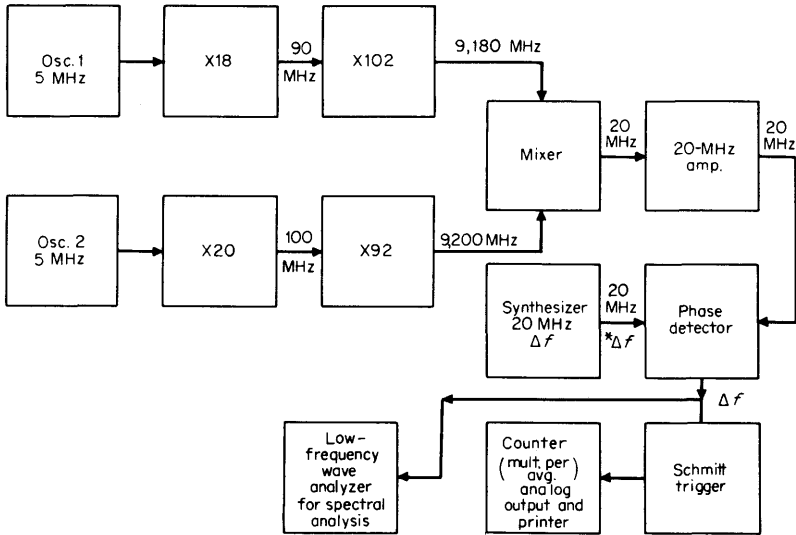 Osc. 1
5 MHz
X18
90
MHz
X102
9,180 MHz
Mixer
20
MHz
20-MHz
amp.
20
MHz
Osc. 2
5 MHz
X20
100
MHz
X92
9,200 MHz
Synthesizer
20 MHz
Δf
20
MHz
*Δf
Phase
detector
Δf
Low-
frequency
wave
analyzer
for spectral
analysis
Counter
(mult. per)
avg.
analog
output and
printer
Schmitt
trigger